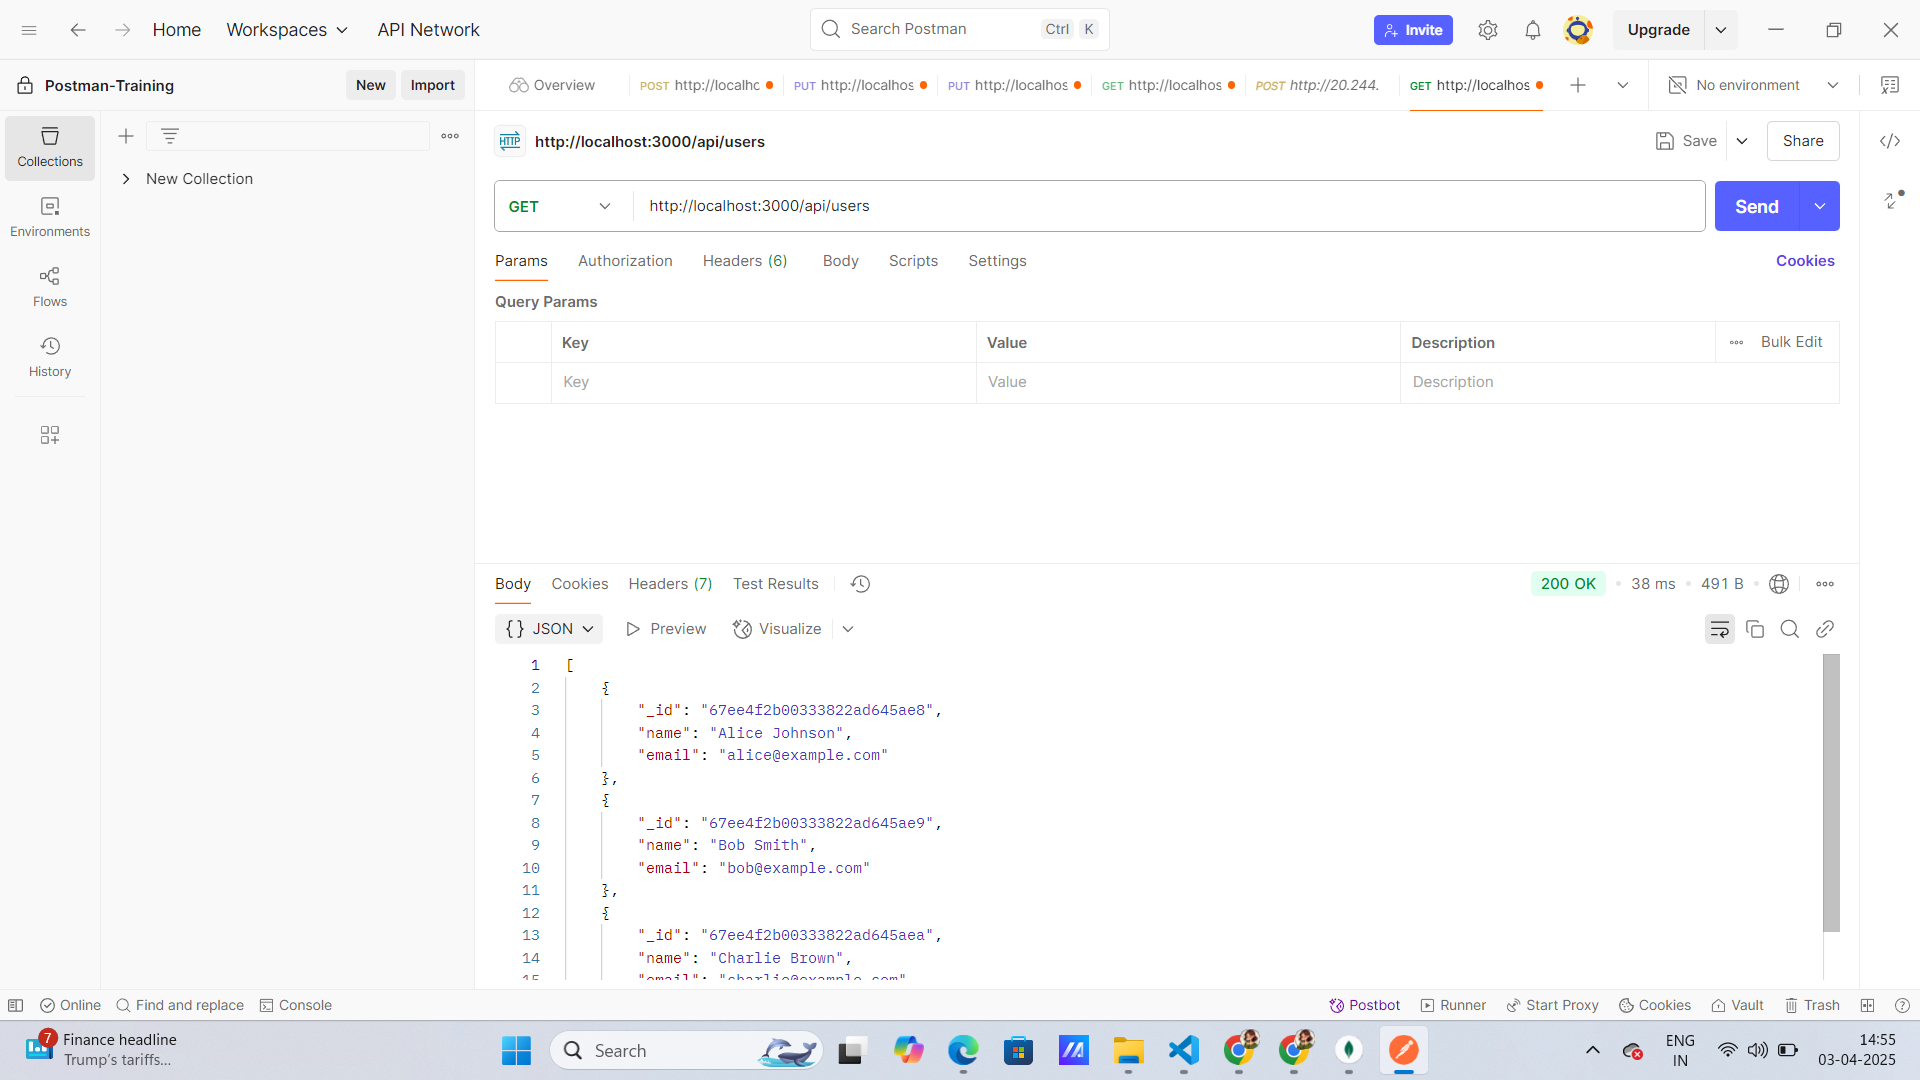 Home
Workspaces
API Network
Search Postman
Ctrl K
Invite
Upgrade
Postman-Training
New
Import
Overview
POST http://localhc
PUT http://localhos
PUT http://localhos
GET http://localhos
POST http://20.244.
GET http://localhos
No environment
Collections
Environments
Flows
History
New Collection
HTTP
http://localhost:3000/api/users
Save
Share
GET
http://localhost:3000/api/users
Send
Params
Authorization
Headers (6)
Body
Scripts
Settings
Cookies
Query Params
Key Value Description Bulk Edit
Key Value Description
Body
Cookies
Headers (7)
Test Results
200 OK
38 ms
491 B
{} JSON
Preview
Visualize
1 [
2 {
3 "_id": "67ee4f2b00333822ad645ae8",
4 "name": "Alice Johnson",
5 "email": "alice@example.com"
6 },
7 {
8 "_id": "67ee4f2b00333822ad645ae9",
9 "name": "Bob Smith",
10 "email": "bob@example.com"
11 },
12 {
13 "_id": "67ee4f2b00333822ad645aea",
14 "name": "Charlie Brown",
15 "email": "charlie@example.com"
Online
Find and replace
Console
Postbot
Runner
Start Proxy
Cookies
Vault
Trash
7
Finance headline
Trump's tariffs...
Search
ENG
IN
14:55
03-04-2025